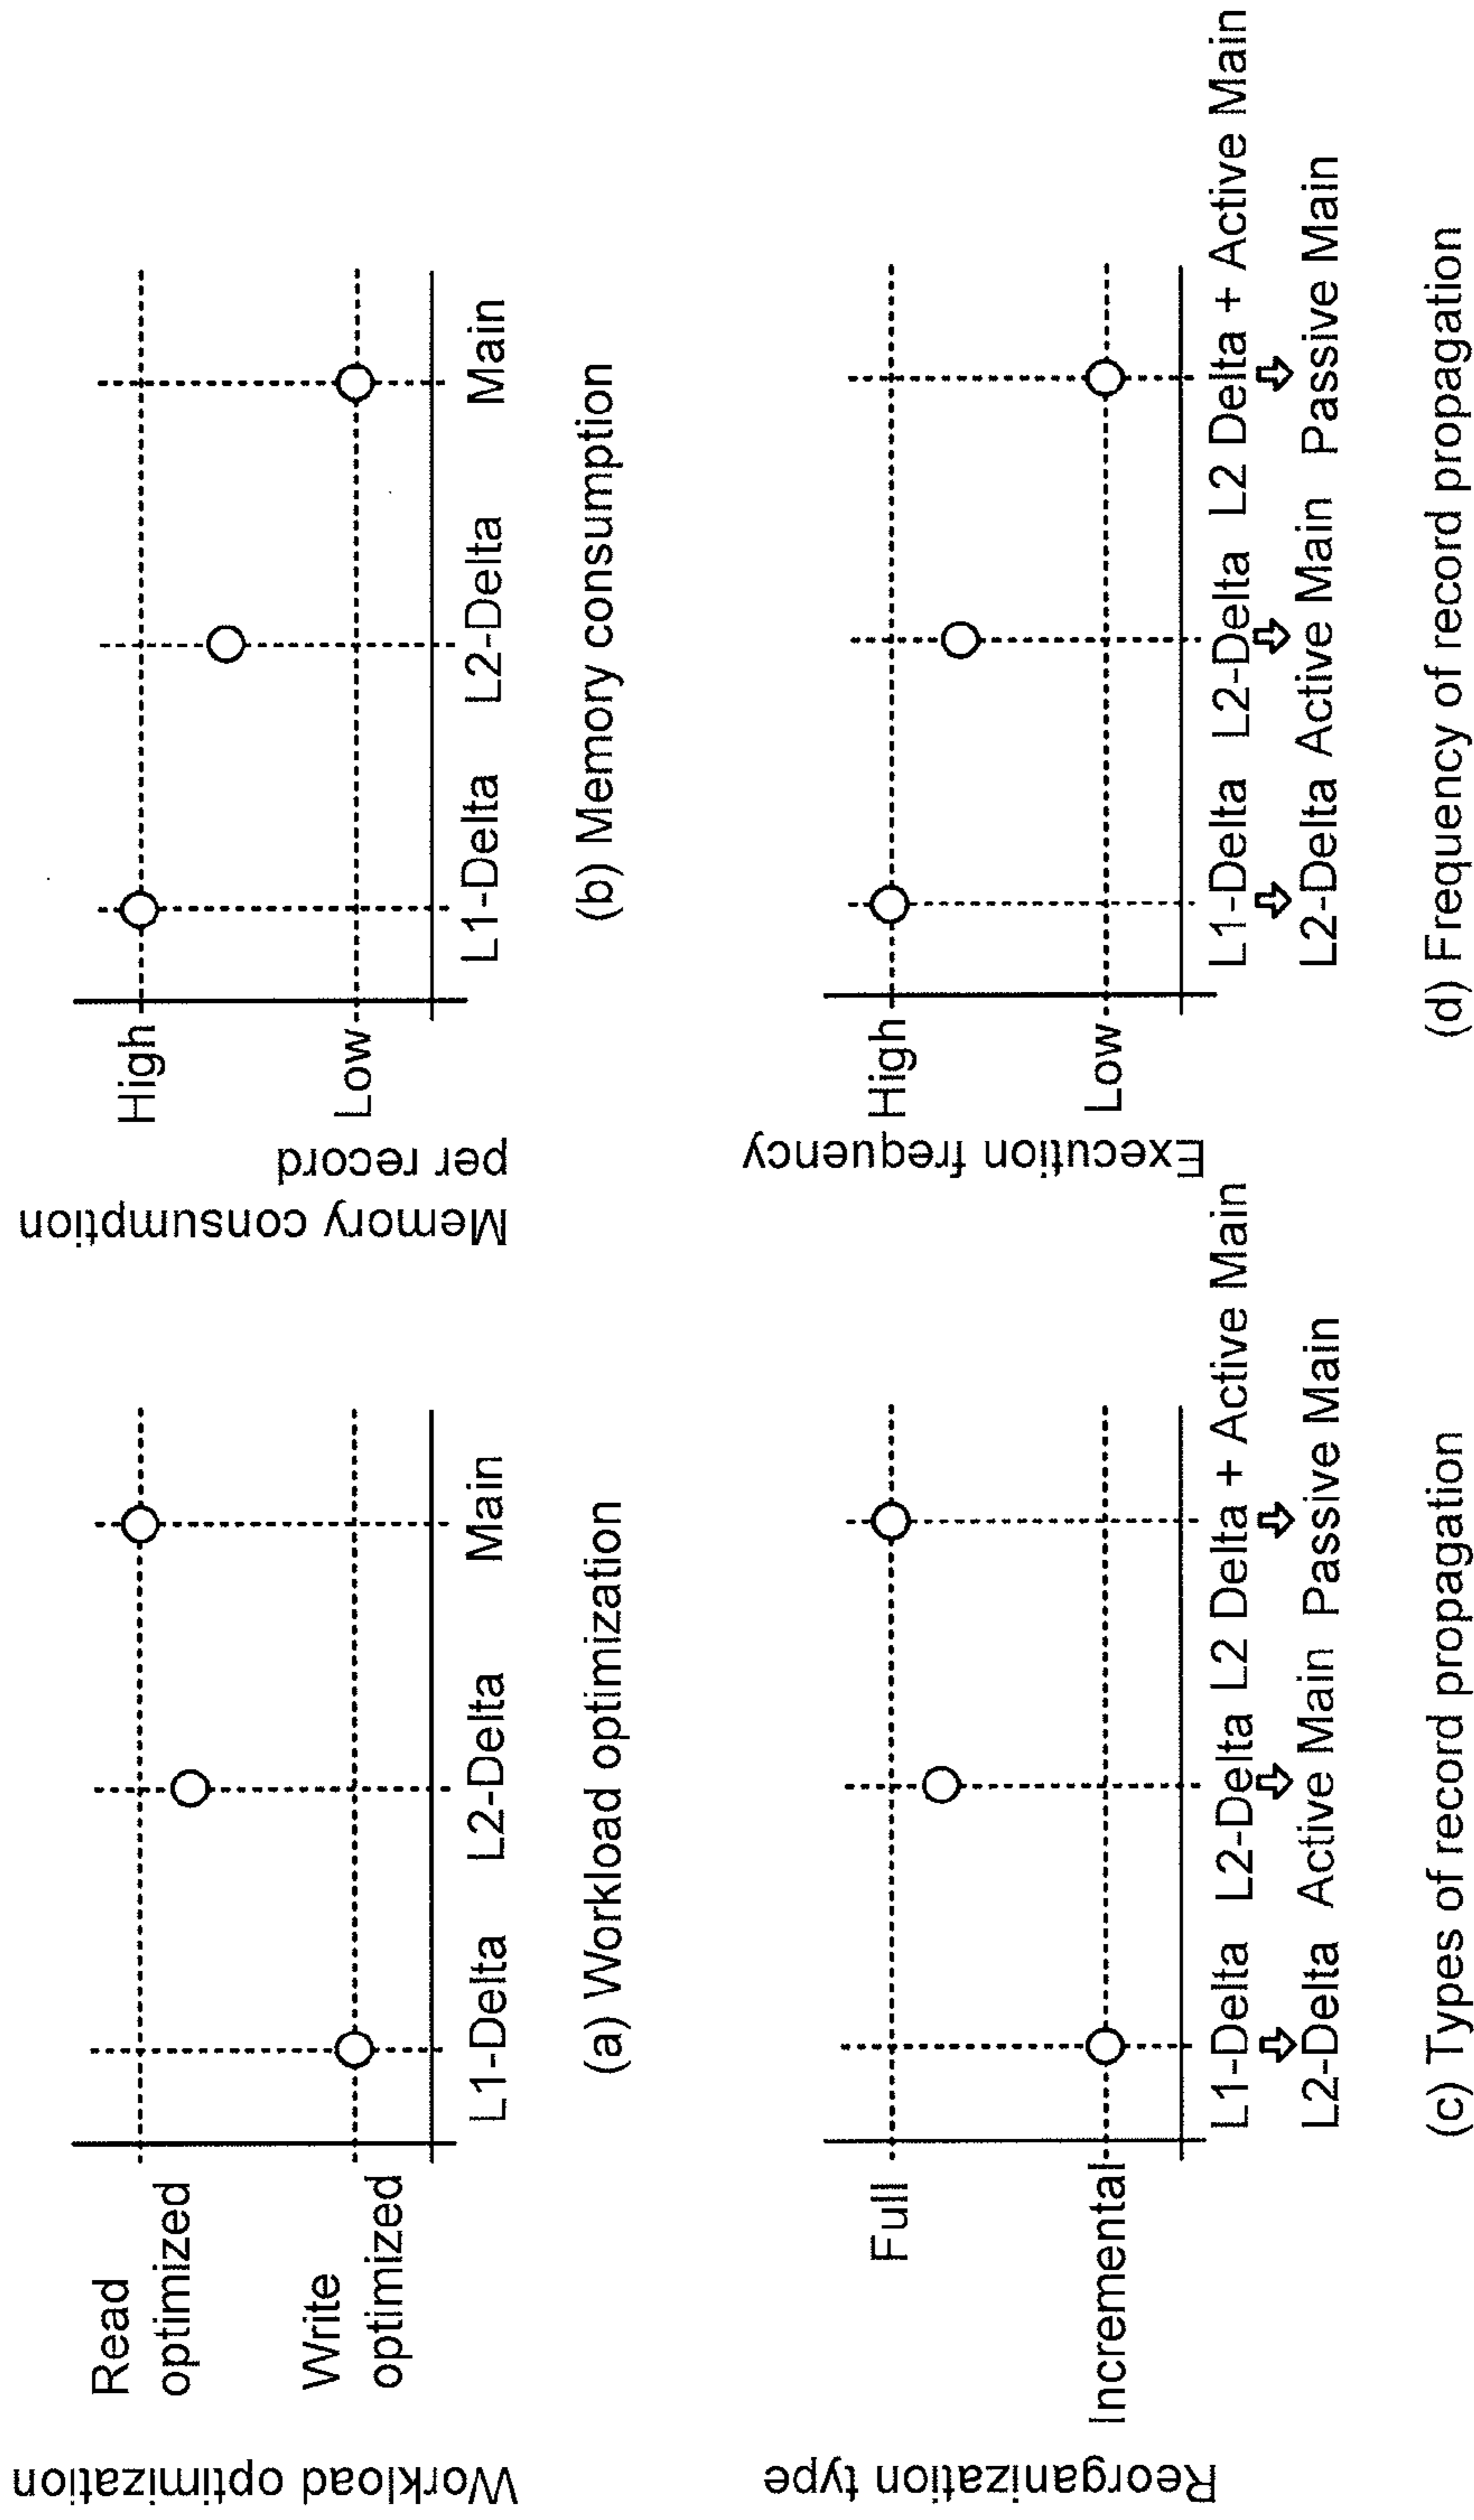 Workload optimization
Read
optimized
Write
optimized
L1-Delta L2-Delta Main
(a) Workload optimization
Memory consumption
per record
High
Low
L1-Delta L2-Delta Main
(b) Memory consumption
Reorganization type
Full
Incremental
L1-Delta L2-Delta L2 Delta + Active Main
L2-Delta Active Main Passive Main
(c) Types of record propagation
Execution frequency
High
Low
L1-Delta L2-Delta L2 Delta + Active Main
L2-Delta Active Main Passive Main
(d) Frequency of record propagation